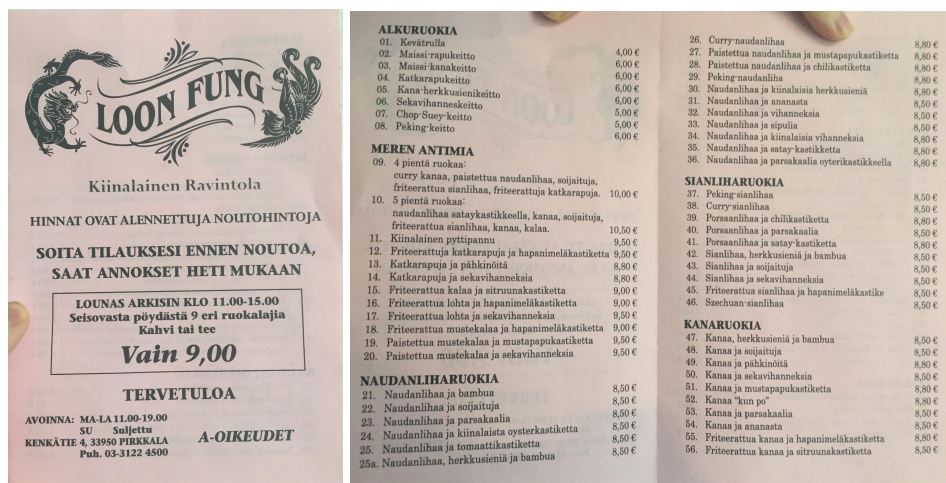 LOON FUNG
Kiinalainen Ravintola
HINNAT OVAT ALENNETTUJA NOUTOHINTOJA
SOITA TILAUKSESI ENNEN NOUTOA,
SAAT ANNOKSET HETI MUKAAN
LOUNAS ARKISIN KLO 11.00-15.00
Seisovasta pöydästä 9 eri ruokalajia
Kahvi tai tee
Vain 9,00
TERVETULOA
AVOINNA: MA-LA 11.00-19.00
SU Suljettu
KENKÄTIE 4, 33950 PIRKKALA
Puh. 03-3122 4500
A-OIKEUDET
ALKURUOKIA
01. Kevätrulla 4,00 €
02. Maissi-rapukeitto 6,00 €
03. Maissi-kanakeitto 6,00 €
04. Katkarapukeitto 6,00 €
05. Kana-herkkusienikeitto 6,00 €
06. Sekavihanneskeitto 5,00 €
07. Chop-Suey-keitto 5,00 €
08. Peking-keitto 6,00 €
MEREN ANTIMIA
09. 4 pientä ruokaa:
curry kanaa, paistettua naudanlihaa, soijaituja,
friteerattua sianlihaa, friteerattuja katkarapuja. 10,00 €
10. 5 pientä ruokaa:
naudanlihaa sataykastikkeella, kanaa, soijaituja,
friteerattua sianlihaa, kanaa, kalaa. 10,50 €
11. Kiinalainen pyttipannu 9,50 €
12. Friteerattuja katkarapuja ja hapanimeläkastiketta 9,50 €
13. Katkarapuja ja pähkinöitä 8,80 €
14. Katkarapuja ja sekavihanneksia 8,80 €
15. Friteerattua kalaa ja sitruunakastiketta 9,00 €
16. Friteerattua lohta ja hapanimeläkastiketta 9,00 €
17. Friteerattua lohta ja sekavihanneksia 9,50 €
18. Friteerattua mustekalaa ja hapanimeläkastiketta 9,00 €
19. Paistettua mustekalaa ja mustapapukastiketta 9,50 €
20. Paistettua mustekalaa ja sekavihanneksia 9,50 €
NAUDANLIHARUOKIA
21. Naudanlihaa ja bambua 8,50 €
22. Naudanlihaa ja soijaituja 8,50 €
23. Naudanlihaa ja parsakaalia 8,50 €
24. Naudanlihaa ja kiinalaista oysterkastiketta 8,50 €
25. Naudanlihaa ja tomaattikastiketta 8,50 €
25a. Naudanlihaa, herkkusieniä ja bambua 8,50 €
26. Curry-naudanlihaa 8,80 €
27. Paistettua naudanlihaa ja mustapapukastiketta 8,80 €
28. Paistettua naudanlihaa ja chilikastiketta 8,80 €
29. Peking-naudanliha 8,80 €
30. Naudanlihaa ja kiinalaisia herkkusieniä 8,80 €
31. Naudanlihaa ja ananasta 8,50 €
32. Naudanlihaa ja vihanneksia 8,50 €
33. Naudanlihaa ja sipulia 8,50 €
34. Naudanlihaa ja kiinalaisia vihanneksia 8,50 €
35. Naudanlihaa ja satay-kastiketta 8,80 €
36. Naudanlihaa ja parsakaalia oyterikastikkeella 8,80 €
SIANLIHARUOKIA
37. Peking-sianlihaa 8,50 €
38. Curry-sianlihaa 8,50 €
39. Porsaanlihaa ja chilikastiketta 8,50 €
40. Porsaanlihaa ja parsakaalia 8,50 €
41. Porsaanlihaa ja satay-kastiketta 8,50 €
42. Sianlihaa, herkkusieniä ja bambua 8,50 €
43. Sianlihaa ja soijaituja 8,50 €
44. Sianlihaa ja sekavihanneksia 8,50 €
45. Friteerattua sianlihaa ja hapanimeläkastike 8,50 €
46. Szechuan-sianlihaa 8,50 €
KANARUOKIA
47. Kanaa, herkkusieniä ja bambua 8,50 €
48. Kanaa ja soijaituja 8,50 €
49. Kanaa ja pähkinöitä 8,80 €
50. Kanaa ja sekavihanneksia 8,50 €
51. Kanaa ja mustapapukastiketta 8,50 €
52. Kanaa "kun po" 8,80 €
53. Kanaa ja parsakaalia 8,50 €
54. Kanaa ja ananasta 8,50 €
55. Friteerattua kanaa ja hapanimeläkastiketta 8,80 €
56. Friteerattua kanaa ja sitruunakastiketta 8,50 €